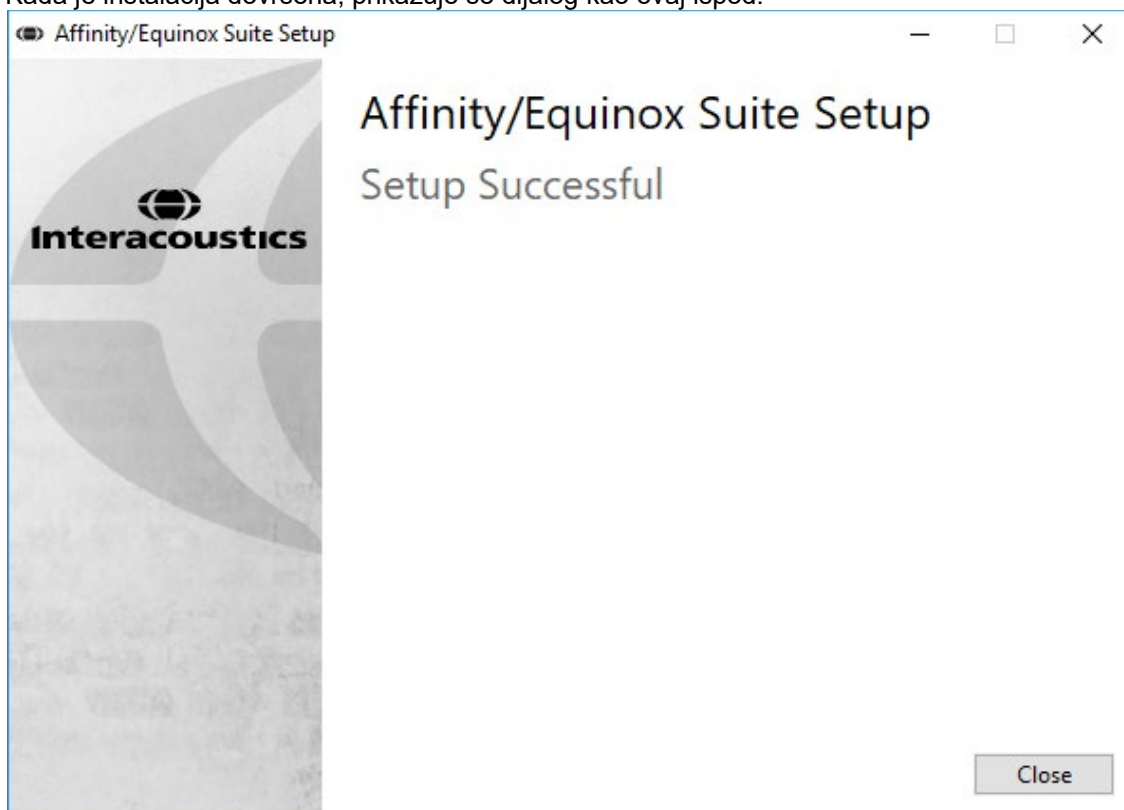 Kada je instalacija dovršena, prikazuje se dijalog kao ovaj ispod:
Affinity/Equinox Suite Setup
Affinity/Equinox Suite Setup
Setup Successful
Interacoustics
Close